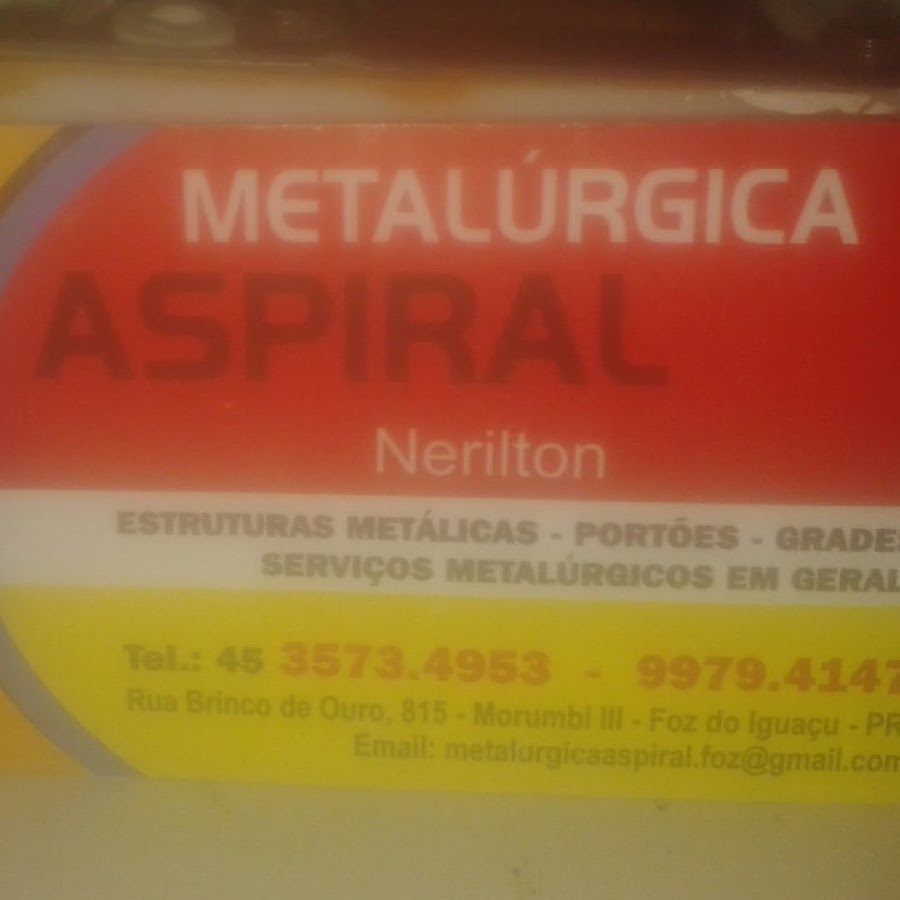 METALÚRGICA
ASPIRAL
Nerilton
ESTRUTURAS METÁLICAS - PORTÕES - GRADES
SERVIÇOS METALÚRGICOS EM GERAL
Tel.: 45 3573.4953 - 9979.4147
Rua Brinco de Ouro, 815 - Morumbi III - Foz do Iguaçu - PR
Email: metalurgicaaspiral.foz@gmail.com